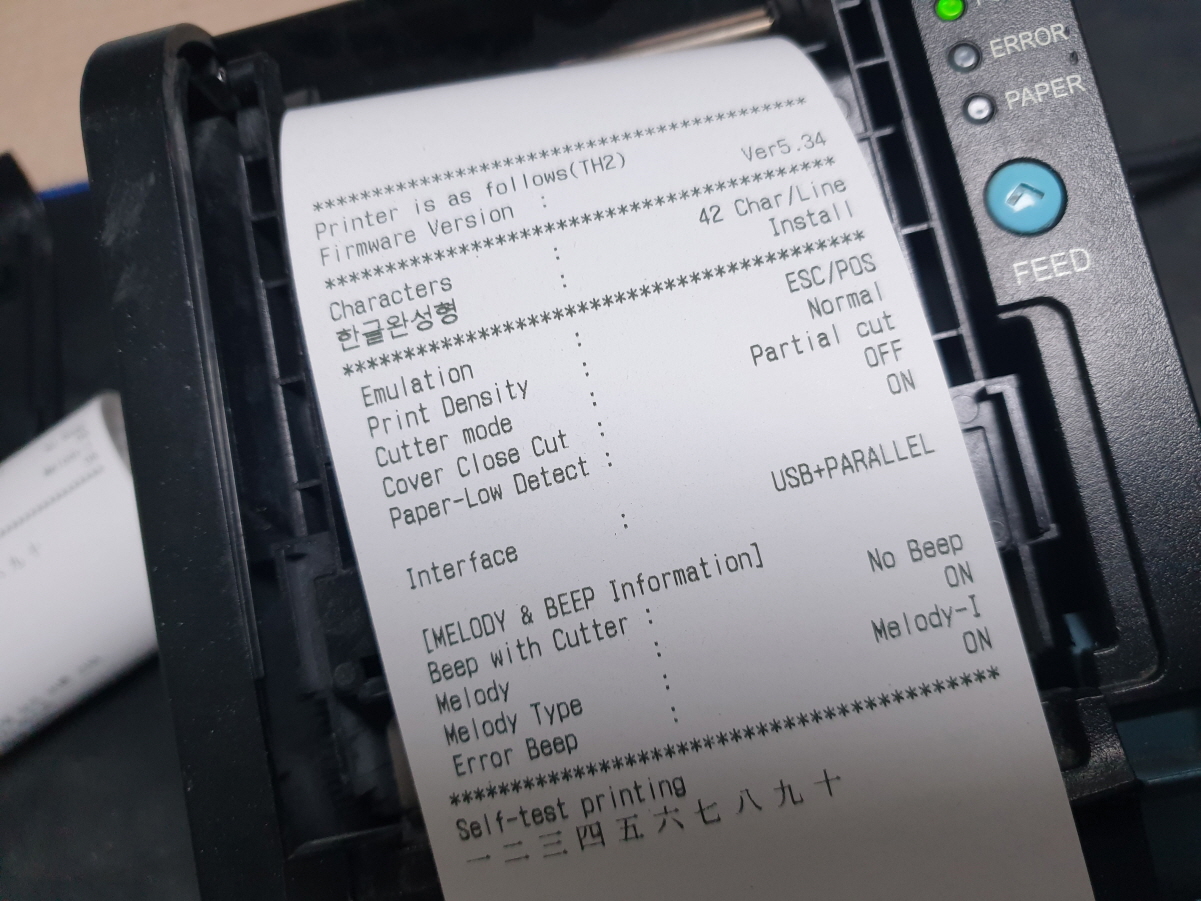 ERROR
PAPER
FEED
************************************************
Printer is as follows(TH2)
Firmware Version : Ver5.34
************************************************
Characters : 42 Char/Line
한글완성형 : Install
************************************************
Emulation : ESC/POS
Print Density : Normal
Cutter mode : Partial cut
Cover Close Cut : OFF
Paper-Low Detect : ON
Interface : USB+PARALLEL
[MELODY & BEEP Information]
Beep with Cutter : No Beep
Melody : ON
Melody Type : Melody-I
Error Beep : ON
************************************************
Self-test printing
一 二 三 四 五 六 七 八 九 十